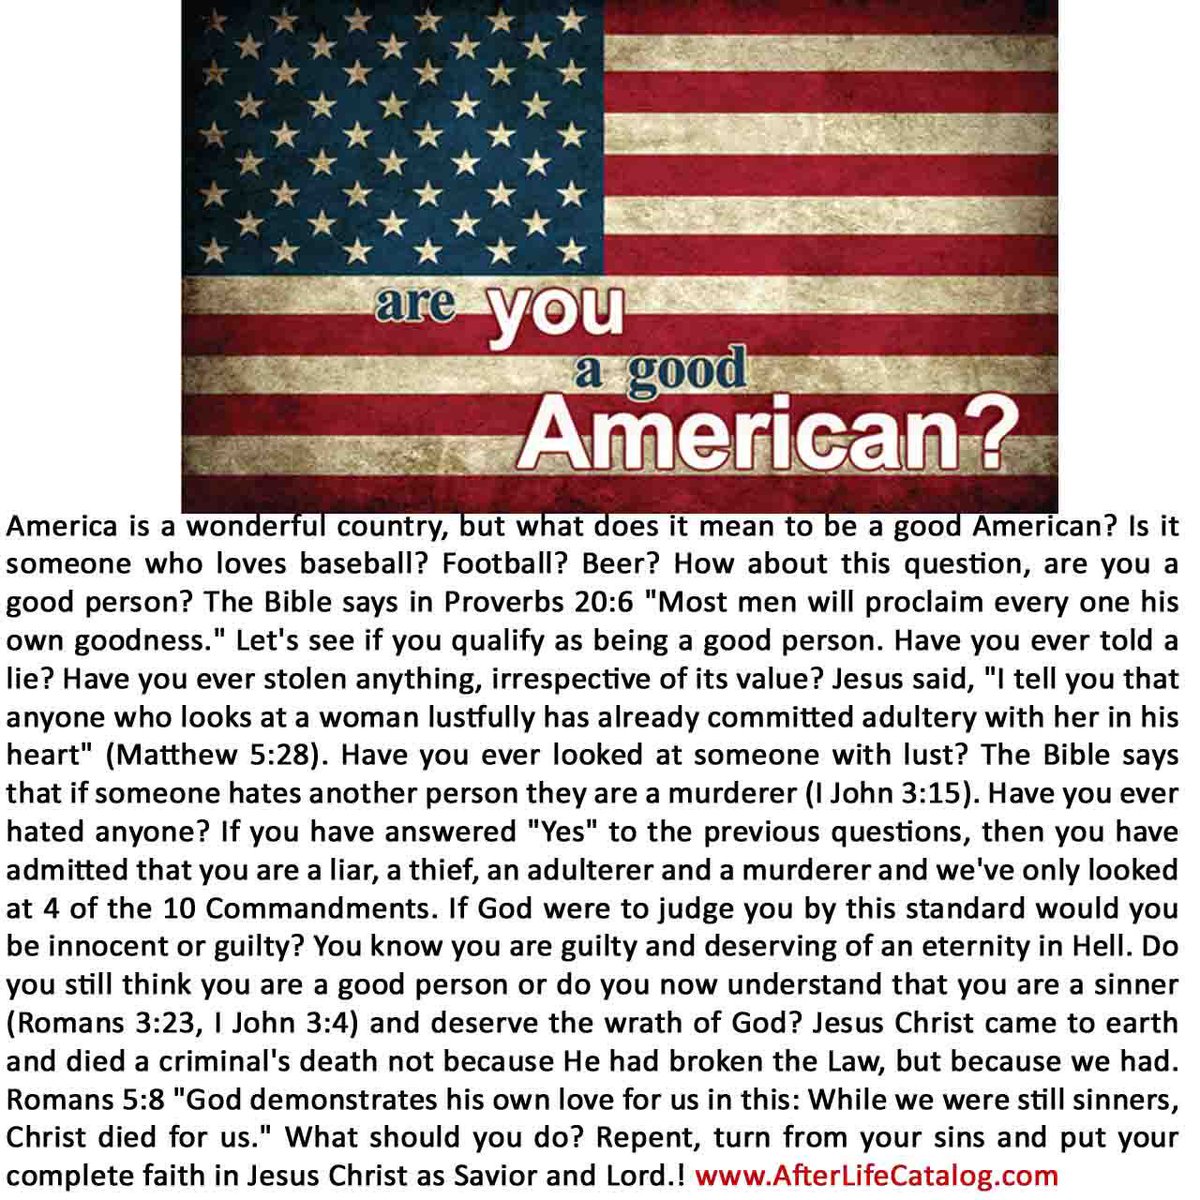 are you
a good
American?
America is a wonderful country, but what does it mean to be a good American? Is it
someone who loves baseball? Football? Beer? How about this question, are you a
good person? The Bible says in Proverbs 20:6 "Most men will proclaim every one his
own goodness." Let's see if you qualify as being a good person. Have you ever told a
lie? Have you ever stolen anything, irrespective of its value? Jesus said, "I tell you that
anyone who looks at a woman lustfully has already committed adultery with her in his
heart" (Matthew 5:28). Have you ever looked at someone with lust? The Bible says
that if someone hates another person they are a murderer (I John 3:15). Have you ever
hated anyone? If you have answered "Yes" to the previous questions, then you have
admitted that you are a liar, a thief, an adulterer and a murderer and we've only looked
at 4 of the 10 Commandments. If God were to judge you by this standard would you
be innocent or guilty? You know you are guilty and deserving of an eternity in Hell. Do
you still think you are a good person or do you now understand that you are a sinner
(Romans 3:23, I John 3:4) and deserve the wrath of God? Jesus Christ came to earth
and died a criminal's death not because He had broken the Law, but because we had.
Romans 5:8 "God demonstrates his own love for us in this: While we were still sinners,
Christ died for us." What should you do? Repent, turn from your sins and put your
complete faith in Jesus Christ as Savior and Lord.! www.AfterLifeCatalog.com